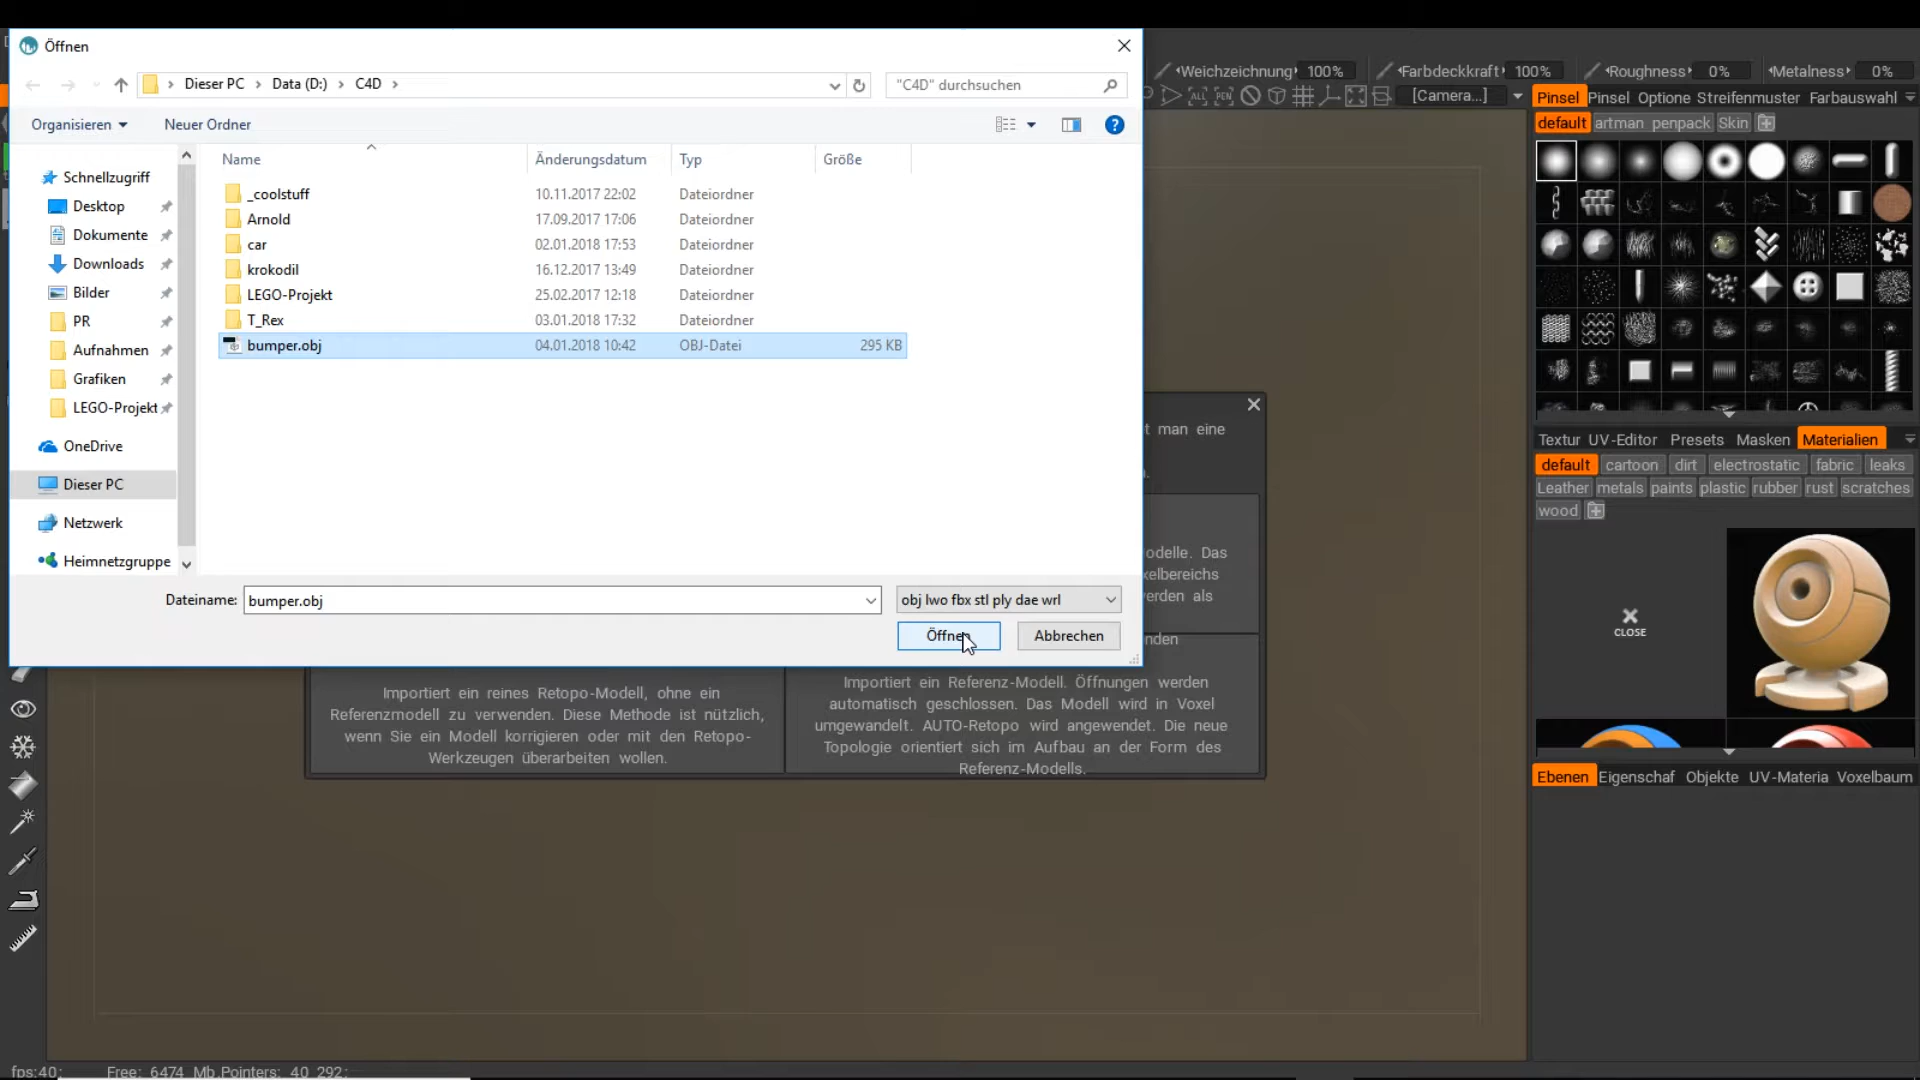 Öffnen
Dieser PC > Data (D:) > C4D >
"C4D" durchsuchen
Organisieren
Neuer Ordner
Name
Änderungsdatum
Typ
Größe
Schnellzugriff
Desktop
Dokumente
Downloads
Bilder
PR
Aufnahmen
Grafiken
LEGO-Projekt
OneDrive
Dieser PC
Netzwerk
Heimnetzgruppe
_coolstuff 10.11.2017 22:02 Dateiordner
Arnold 17.09.2017 17:06 Dateiordner
car 02.01.2018 17:53 Dateiordner
krokodil 16.12.2017 13:49 Dateiordner
LEGO-Projekt 25.02.2017 12:18 Dateiordner
T_Rex 03.01.2018 17:32 Dateiordner
bumper.obj 04.01.2018 10:42 OBJ-Datei 295 KB
Dateiname: bumper.obj
obj lwo fbx stl ply dae wrl
Öffnen
Abbrechen
Weichzeichnung 100% Farbdeckkraft 100% Roughness 0% Metalness 0%
ALL PEN [Camera...]
Pinsel Pinsel Optione Streifenmuster Farbauswahl
default artman penpack Skin
t man eine
odelle. Das
xelbereichs
erden als
nden
Importiert ein reines Retopo-Modell, ohne ein
Referenzmodell zu verwenden. Diese Methode ist nützlich,
wenn Sie ein Modell korrigieren oder mit den Retopo-
Werkzeugen überarbeiten wollen.
Importiert ein Referenz-Modell. Öffnungen werden
automatisch geschlossen. Das Modell wird in Voxel
umgewandelt. AUTO-Retopo wird angewendet. Die neue
Topologie orientiert sich im Aufbau an der Form des
Referenz-Modells.
Textur UV-Editor Presets Masken Materialien
default cartoon dirt electrostatic fabric leaks
Leather metals paints plastic rubber rust scratches
wood
CLOSE
Ebenen Eigenschaf Objekte UV-Materia Voxelbaum
fps:40; Free: 6474 Mb,Pointers: 40 292;